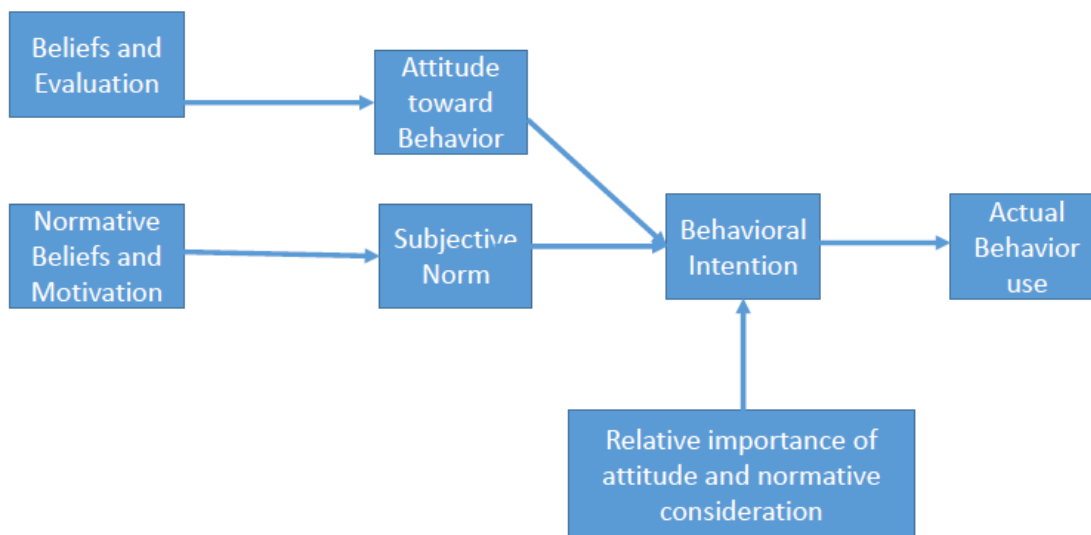 Beliefs and
Evaluation
Attitude
toward
Behavior
Normative
Beliefs and
Motivation
Subjective
Norm
Behavioral
Intention
Actual
Behavior
use
Relative importance of
attitude and normative
consideration